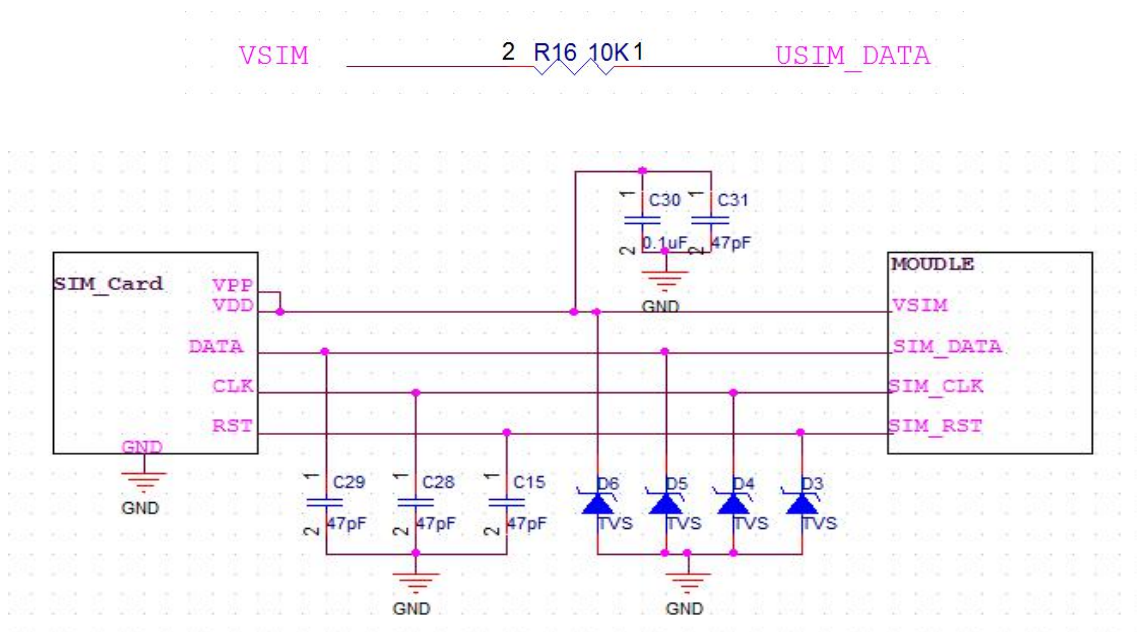 VSIM 2 R16 10K 1 USIM_DATA
1 C30 1 C31
2 0.1uF 2 47pF
GND
SIM_Card
VPP
VDD
DATA
CLK
RST
GND
GND
MOUDLE
VSIM
SIM_DATA
SIM_CLK
SIM_RST
1 C29 1 C28 1 C15
2 47pF 2 47pF 2 47pF
GND
D6 D5 D4 D3
TVS TVS TVS TVS
GND